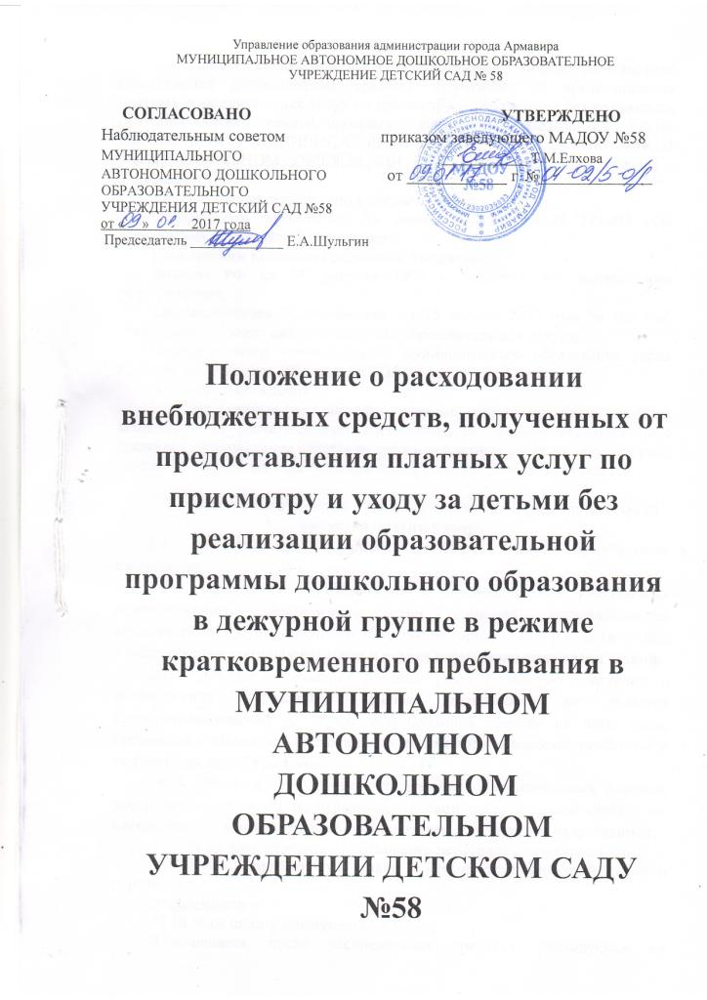 Управление образования администрации города Армавира
МУНИЦИПАЛЬНОЕ АВТОНОМНОЕ ДОШКОЛЬНОЕ ОБРАЗОВАТЕЛЬНОЕ
УЧРЕЖДЕНИЕ ДЕТСКИЙ САД № 58
СОГЛАСОВАНО
Наблюдательным советом
МУНИЦИПАЛЬНОГО
АВТОНОМНОГО ДОШКОЛЬНОГО
ОБРАЗОВАТЕЛЬНОГО
УЧРЕЖДЕНИЯ ДЕТСКИЙ САД №58
от « 09 » 01. 2017 года
Председатель Е.А.Шульгин
УТВЕРЖДЕНО
приказом заведующего МАДОУ №58
Т.М.Елхова
от 09.01.17 г. № 01-02/5-о/д
МАДОУ
Положение о расходовании
внебюджетных средств, полученных от
предоставления платных услуг по
присмотру и уходу за детьми без
реализации образовательной
программы дошкольного образования
в дежурной группе в режиме
кратковременного пребывания в
МУНИЦИПАЛЬНОМ
АВТОНОМНОМ
ДОШКОЛЬНОМ
ОБРАЗОВАТЕЛЬНОМ
УЧРЕЖДЕНИИ ДЕТСКОМ САДУ
№58